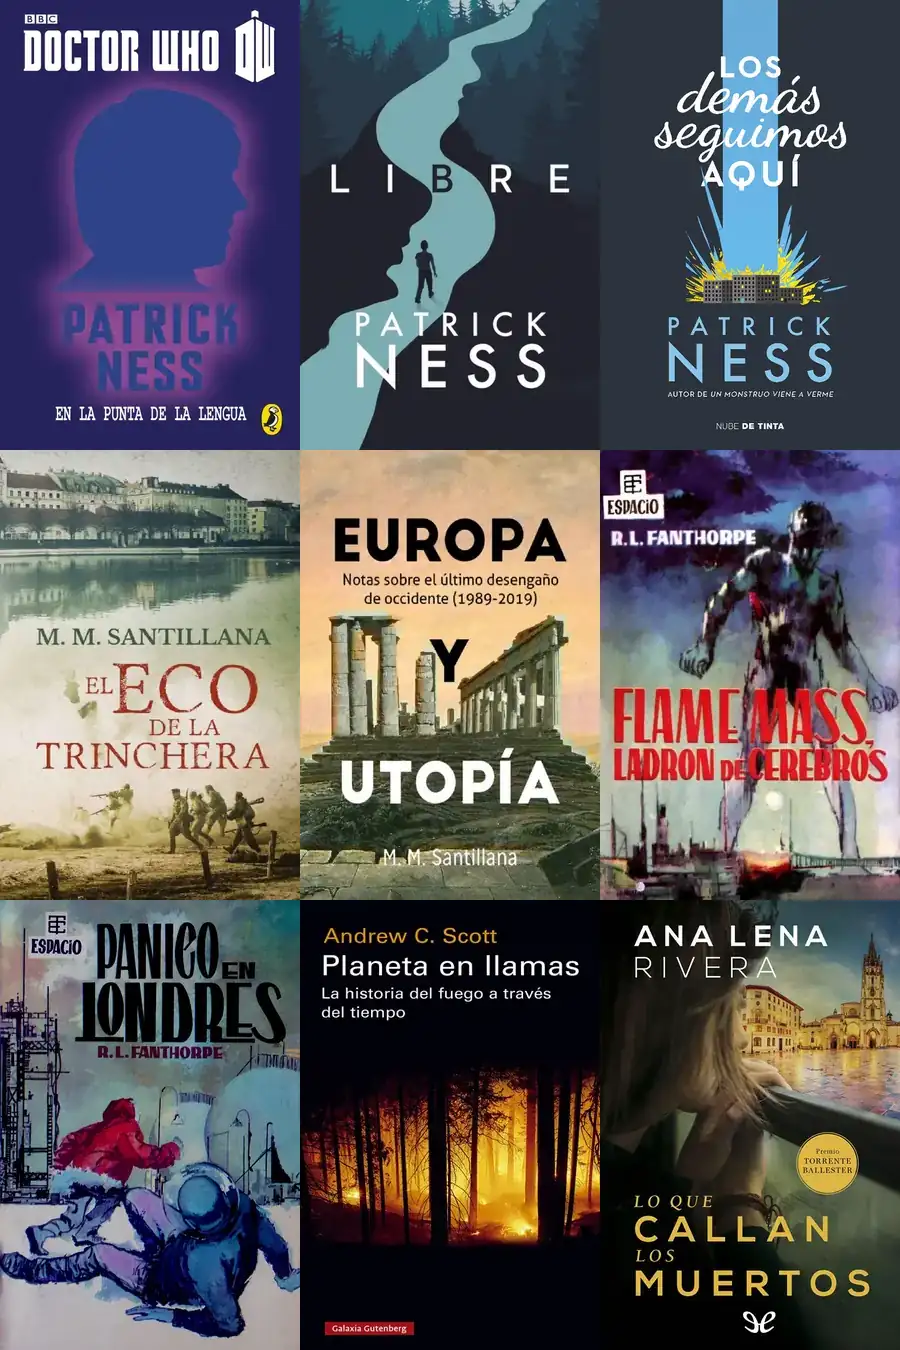 BBC
DOCTOR WHO
DW
PATRICK
NESS
EN LA PUNTA DE LA LENGUA
LIBRE
PATRICK
NESS
LOS
demás
seguimos
AQUÍ
PATRICK
NESS
AUTOR DE UN MONSTRUO VIENE A VERME
NUBE DE TINTA
M. M. SANTILLANA
EL ECO
DE LA
TRINCHERA
EUROPA
Notas sobre el último desengaño
de occidente (1989-2019)
Y
UTOPÍA
M. M. Santillana
ESPACIO
R.L. FANTHORPE
FLAME MASS,
LADRON DE CEREBROS
ESPACIO
PANICO EN
LONDRES
R.L. FANTHORPE
Andrew C. Scott
Planeta en llamas
La historia del fuego a través
del tiempo
Galaxia Gutenberg
ANA LENA
RIVERA
Premio
TORRENTE
BALLESTER
LO QUE
CALLAN
LOS
MUERTOS